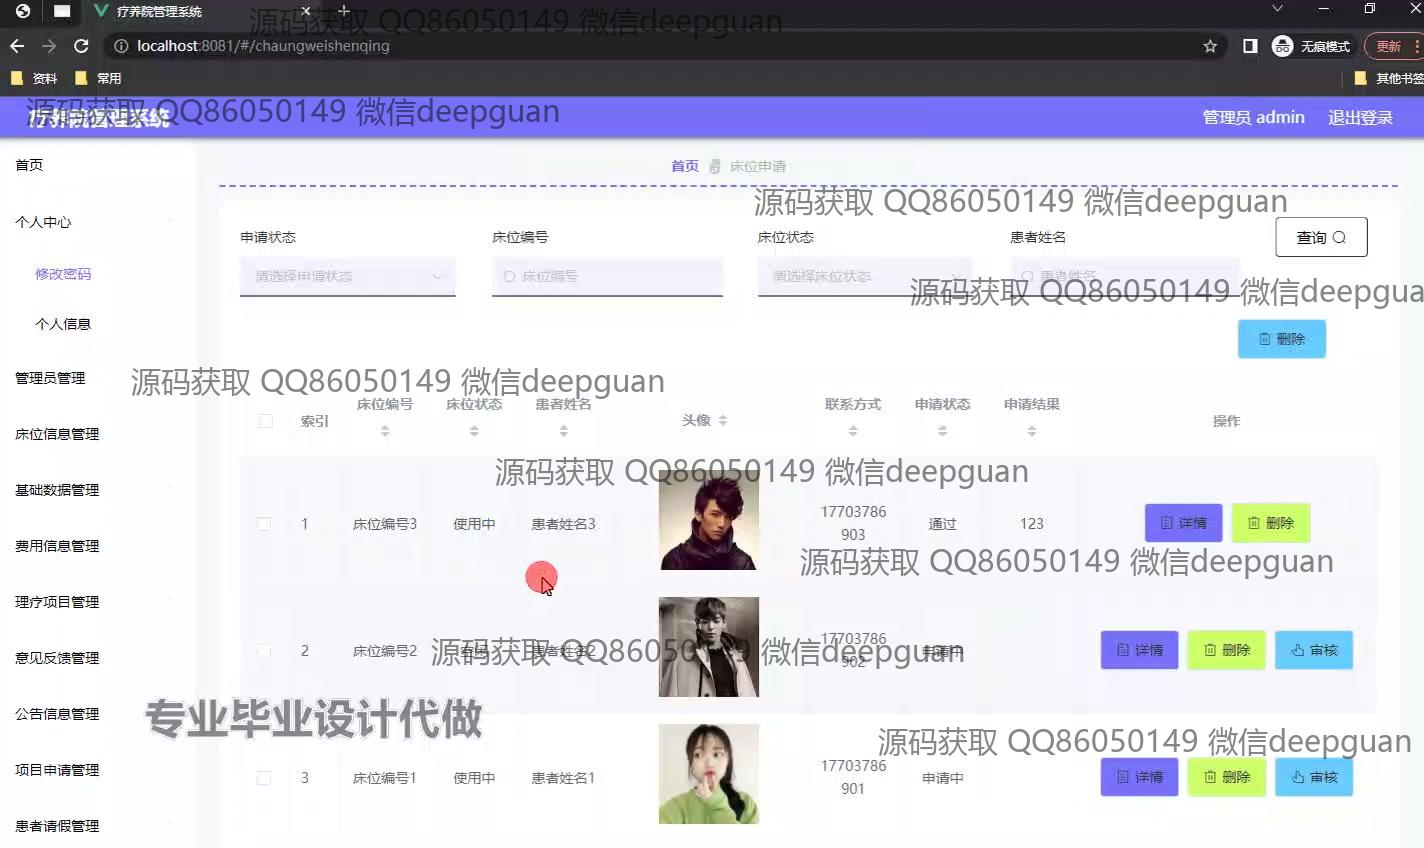 疗养院管理系统
源码获取 QQ86050149 微信deepguan
localhost:8081/#/chaungweishenqing
无痕模式
更新
资料
常用
其他书签
疗养院管理系统
源码获取 QQ86050149 微信deepguan
管理员 admin
退出登录
首页
首页
床位申请
源码获取 QQ86050149 微信deepguan
个人中心
申请状态
床位编号
床位状态
患者姓名
查询
修改密码
请选择申请状态
床位编号
请选择床位状态
患者姓名
源码获取 QQ86050149 微信deepgua
个人信息
删除
管理员管理
源码获取 QQ86050149 微信deepguan
索引
床位编号
床位状态
患者姓名
头像
联系方式
申请状态
申请结果
操作
床位信息管理
源码获取 QQ86050149 微信deepguan
基础数据管理
1
床位编号3
使用中
患者姓名3
17703786
903
通过
123
详情
删除
费用信息管理
源码获取 QQ86050149 微信deepguan
理疗项目管理
2
床位编号2
患者姓名2
17703786
902
申请中
详情
删除
审核
源码获取 QQ86050149 微信deepguan
意见反馈管理
公告信息管理
专业毕业设计代做
源码获取 QQ86050149 微信deepguan
项目申请管理
3
床位编号1
使用中
患者姓名1
17703786
901
申请中
详情
删除
审核
患者请假管理